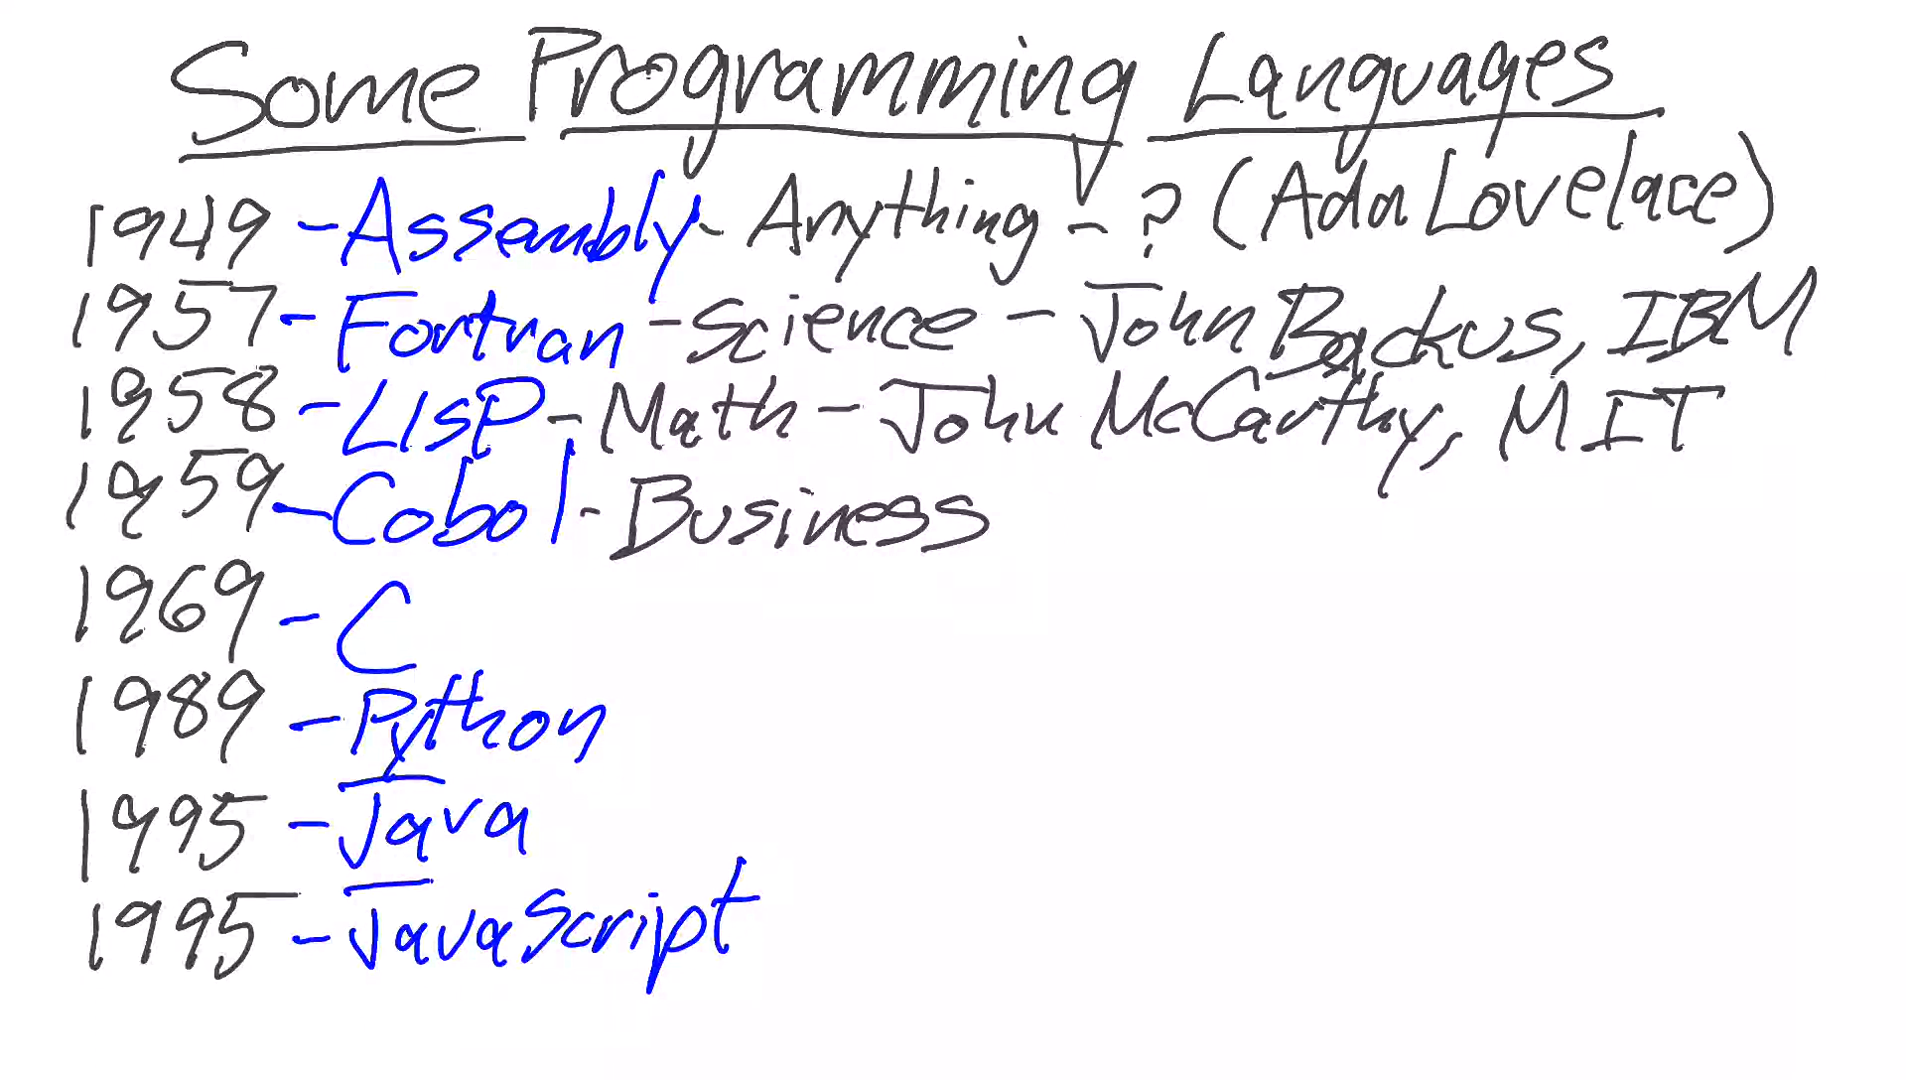 Some Programming Languages
1949 - Assembly - Anything - ? (Ada Lovelace)
1957 - Fortran - Science - John Backus, IBM
1958 - LISP - Math - John McCarthy, MIT
1959 - Cobol - Business
1969 - C
1989 - Python
1995 - Java
1995 - JavaScript